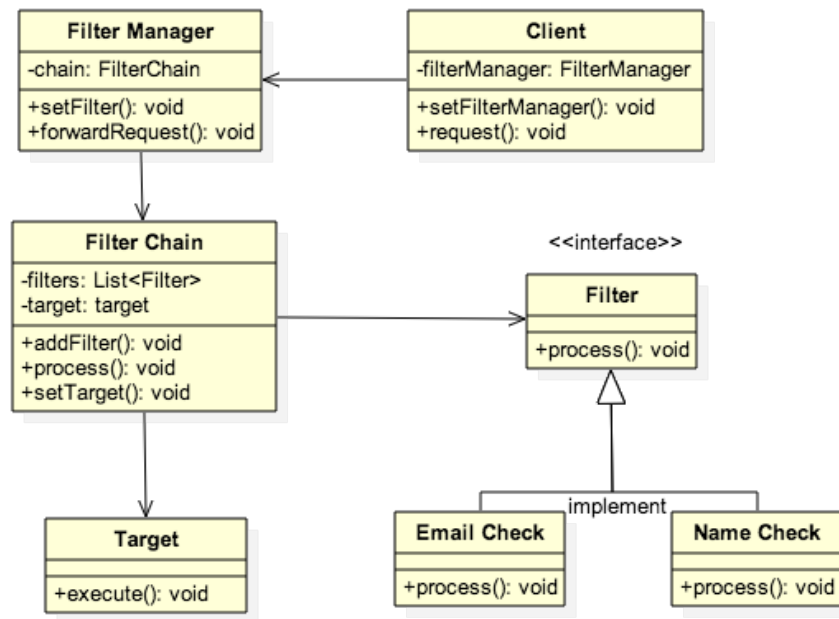 Filter Manager
-chain: FilterChain
+setFilter(): void
+forwardRequest(): void
Client
-filterManager: FilterManager
+setFilterManager(): void
+request(): void
Filter Chain
-filters: List<Filter>
-target: target
+addFilter(): void
+process(): void
+setTarget(): void
<<interface>>
Filter
+process(): void
implement
Target
+execute(): void
Email Check
+process(): void
Name Check
+process(): void